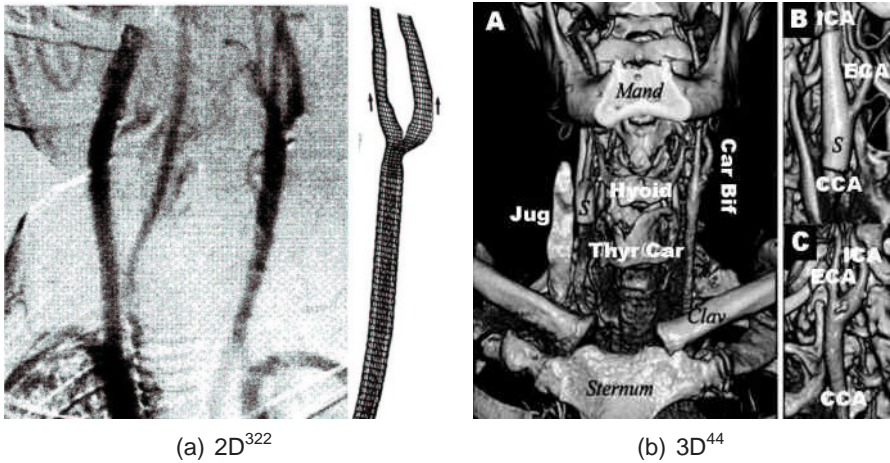 A
Mand
Hyoid
S
Jug
Car Bif
Thyr Car
Clav
Sternum
B
ICA
ECA
S
CCA
C
ICA
ECA
CCA
(a) 2D³²²
(b) 3D⁴⁴